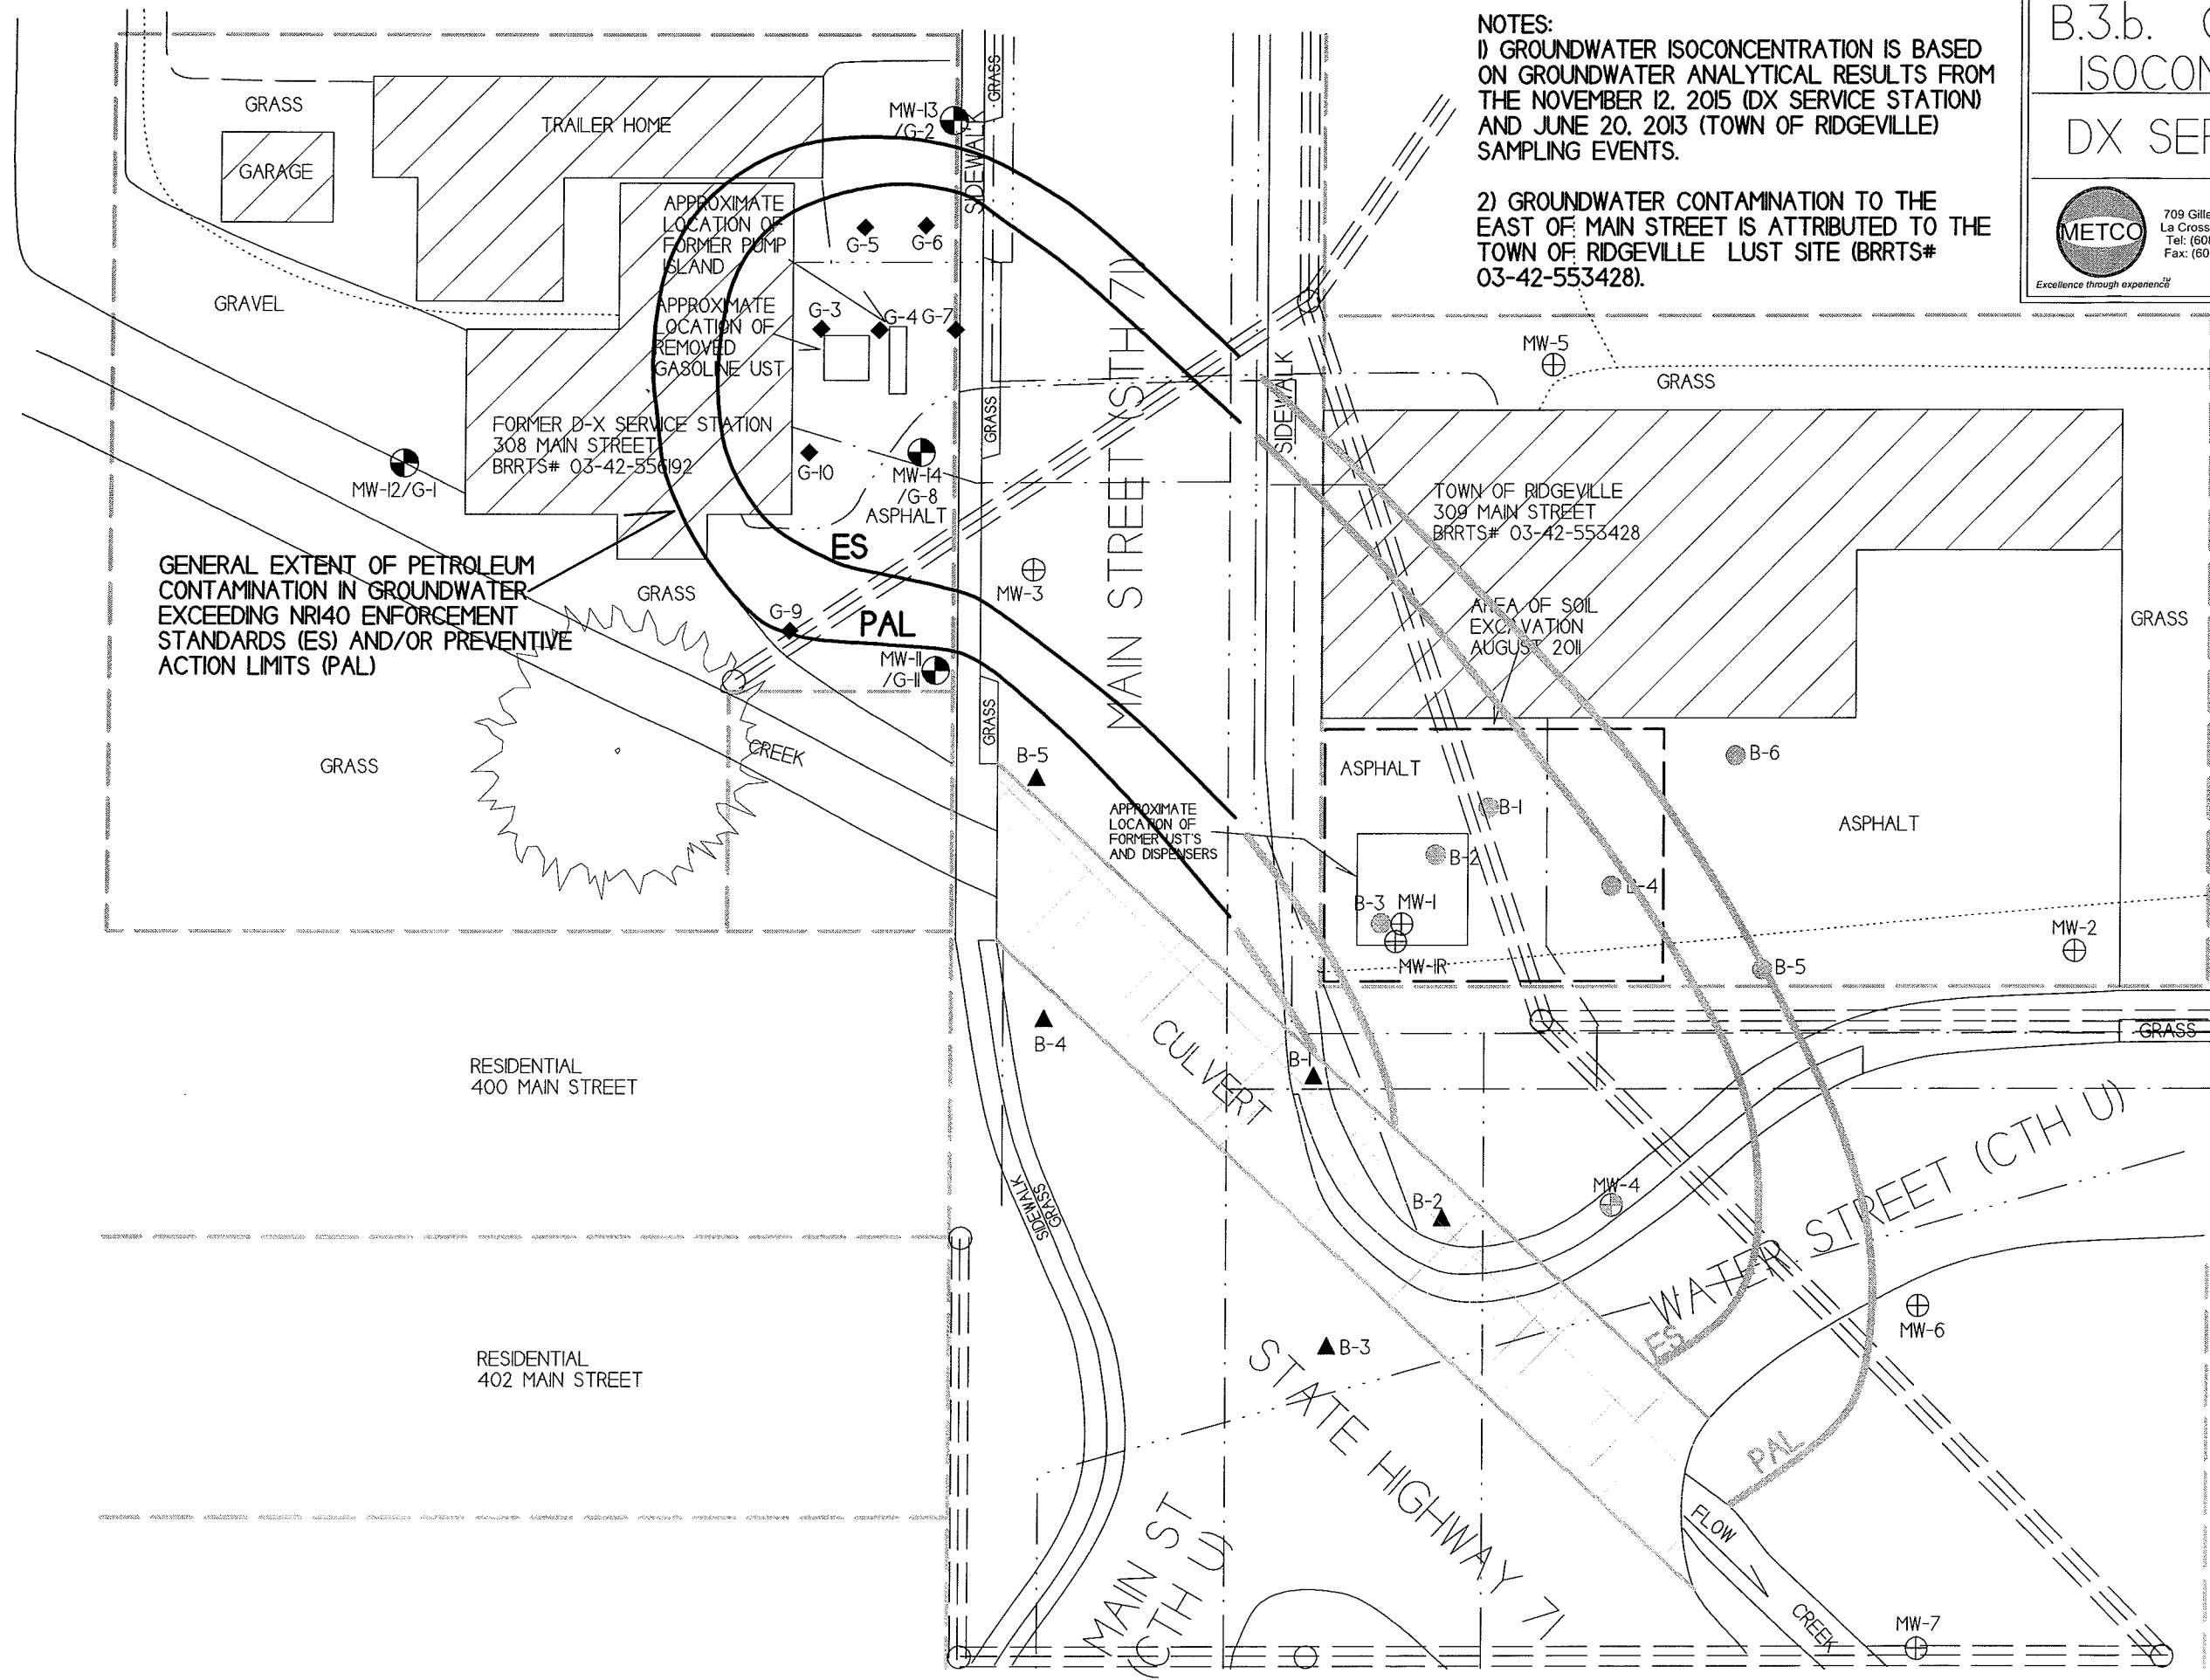 NOTES:
1) GROUNDWATER ISOCONCENTRATION IS BASED
ON GROUNDWATER ANALYTICAL RESULTS FROM
THE NOVEMBER 12, 2015 (DX SERVICE STATION)
AND JUNE 20, 2013 (TOWN OF RIDGEVILLE)
SAMPLING EVENTS.
2) GROUNDWATER CONTAMINATION TO THE
EAST OF MAIN STREET IS ATTRIBUTED TO THE
TOWN OF RIDGEVILLE LUST SITE (BRRTS#
03-42-553428).
B.3.b.
ISOCON
DX SER
METCO
709 Gille
La Cross
Tel: (608
Fax: (60
Excellence through experience™
GRASS
GARAGE
TRAILER HOME
MW-13
/G-2
GRASS
SIDEWALK
APPROXIMATE
LOCATION OF
FORMER PUMP
ISLAND
G-5
G-6
GRAVEL
APPROXIMATE
LOCATION OF
REMOVED
GASOLINE UST
G-3
G-4
G-7
MAIN STREET (STH 71)
SIDEWALK
MW-5
GRASS
FORMER D-X SERVICE STATION
308 MAIN STREET
BRRTS# 03-42-556192
GRASS
G-10
MW-14
/G-8
ASPHALT
MW-12/G-1
TOWN OF RIDGEVILLE
309 MAIN STREET
BRRTS# 03-42-553428
GENERAL EXTENT OF PETROLEUM
CONTAMINATION IN GROUNDWATER
EXCEEDING NR140 ENFORCEMENT
STANDARDS (ES) AND/OR PREVENTIVE
ACTION LIMITS (PAL)
ES
GRASS
MW-3
G-9
PAL
MW-11
/G-11
AREA OF SOIL
EXCAVATION
AUGUST 2011
GRASS
GRASS
GRASS
CREEK
B-5
ASPHALT
B-6
APPROXIMATE
LOCATION OF
FORMER UST'S
AND DISPENSERS
B-1
ASPHALT
B-2
B-4
B-3
MW-1
MW-1R
B-5
MW-2
GRASS
B-4
CULVERT
B-1
RESIDENTIAL
400 MAIN STREET
SIDEWALK
GRASS
B-2
MW-4
WATER STREET (CTH U)
ES
MW-6
B-3
RESIDENTIAL
402 MAIN STREET
STATE HIGHWAY 71
PAL
FLOW
MAIN ST
(CTH U)
CREEK
MW-7